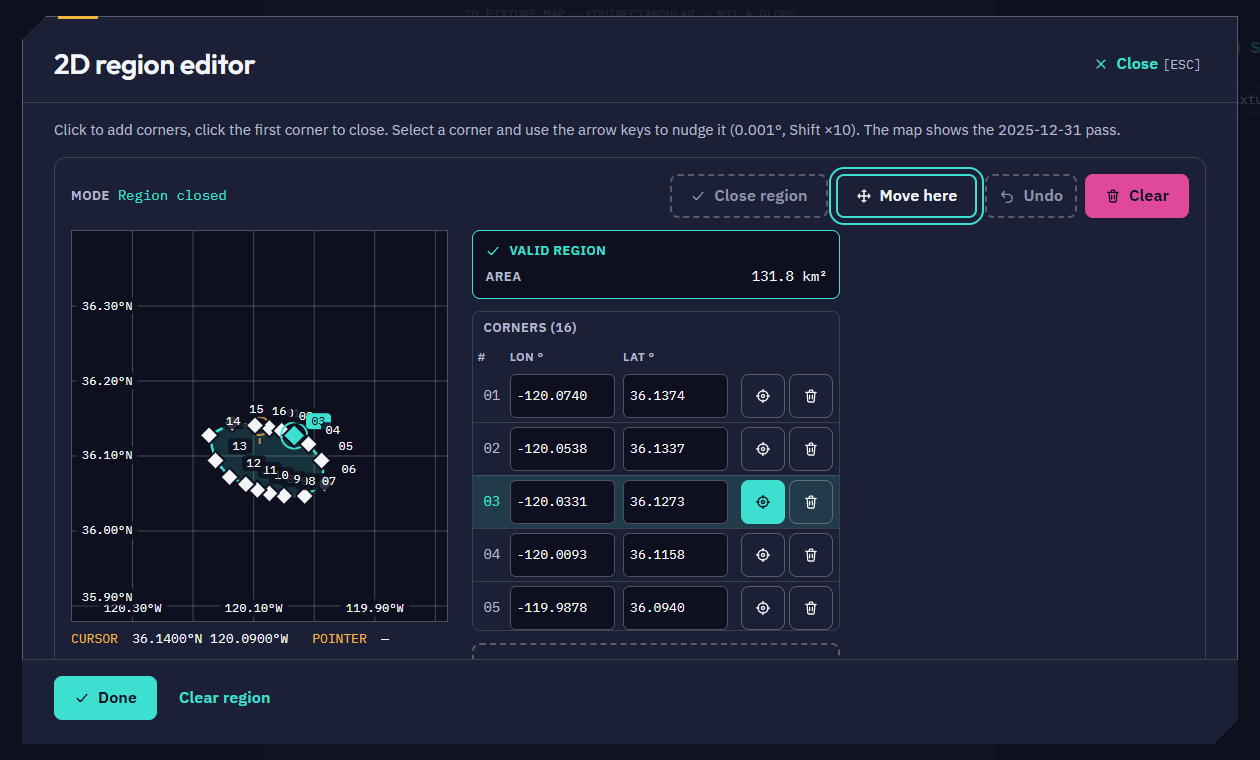 2D FIXTURE MAP — EQUIRECTANGULAR — NOT A GLOBE
2D region editor
Close [ESC]
Click to add corners, click the first corner to close. Select a corner and use the arrow keys to nudge it (0.001°, Shift ×10). The map shows the 2025-12-31 pass.
MODE Region closed
Close region
Move here
Undo
Clear
VALID REGION
AREA 131.8 km²
36.30°N
36.20°N
36.10°N
36.00°N
35.90°N
120.30°W 120.10°W 119.90°W
15 16 03
14 04
13 05
12 06
07
CORNERS (16)
# LON ° LAT °
01 -120.0740 36.1374
02 -120.0538 36.1337
03 -120.0331 36.1273
04 -120.0093 36.1158
05 -119.9878 36.0940
CURSOR 36.1400°N 120.0900°W POINTER —
Done
Clear region